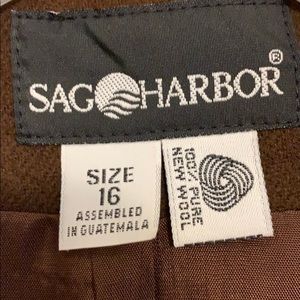 SAG HARBOR®
SIZE
16
ASSEMBLED
IN GUATEMALA
100% PURE
NEW WOOL